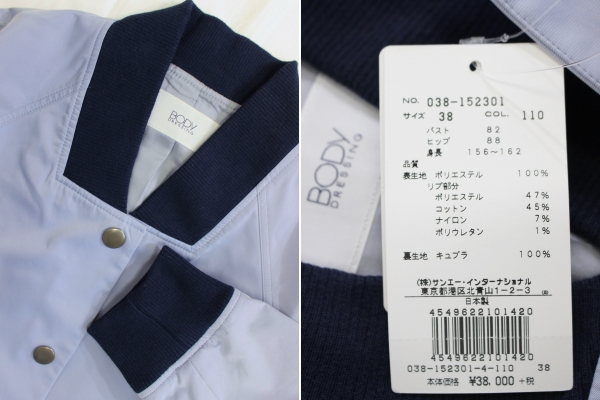 BODY
DRESSING
BODY
DRESSING
NO. 038-152301
サイズ 38 COL. 110
バスト 82
ヒップ 88
身長 156～162
品質
表生地 ポリエステル 100%
リブ部分
ポリエステル 47%
コットン 45%
ナイロン 7%
ポリウレタン 1%
裏生地 キュプラ 100%
(株)サンエー・インターナショナル
東京都港区北青山1-2-3
日本製
4549622101420
4549622101420
038-152301-4-110 38
本体価格 ¥38,000 +税